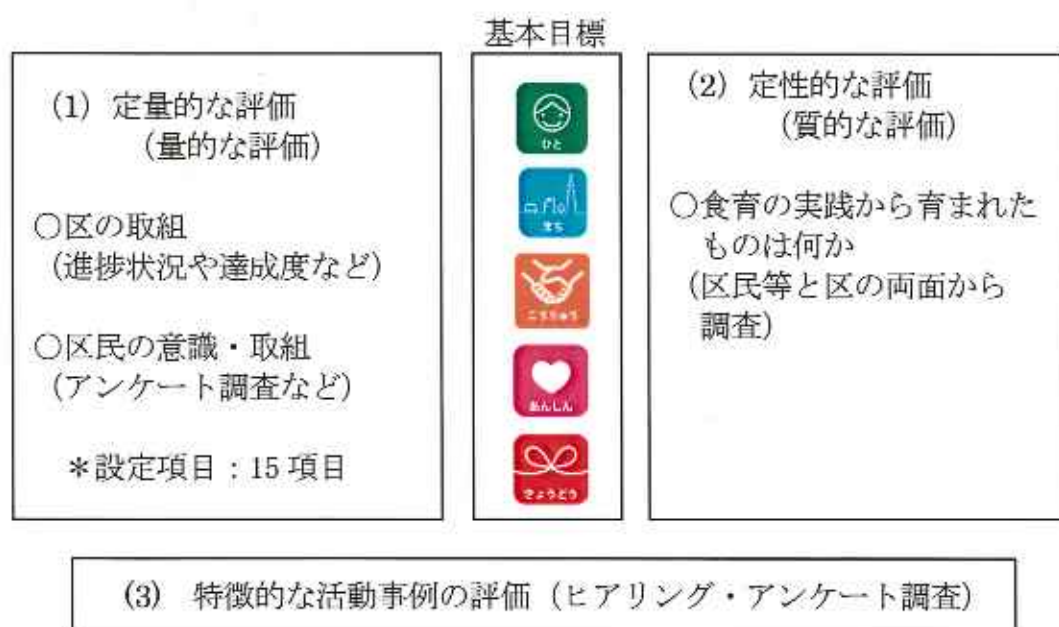 基本目標
(1) 定量的な評価
(量的な評価)
○区の取組
(進捗状況や達成度など)
○区民の意識・取組
(アンケート調査など)
＊設定項目：15 項目
ひと
まち
こうりゅう
あんしん
きょうどう
(2) 定性的な評価
(質的な評価)
○食育の実践から育まれた
ものは何か
(区民等と区の両面から
調査)
(3) 特徴的な活動事例の評価（ヒアリング・アンケート調査）